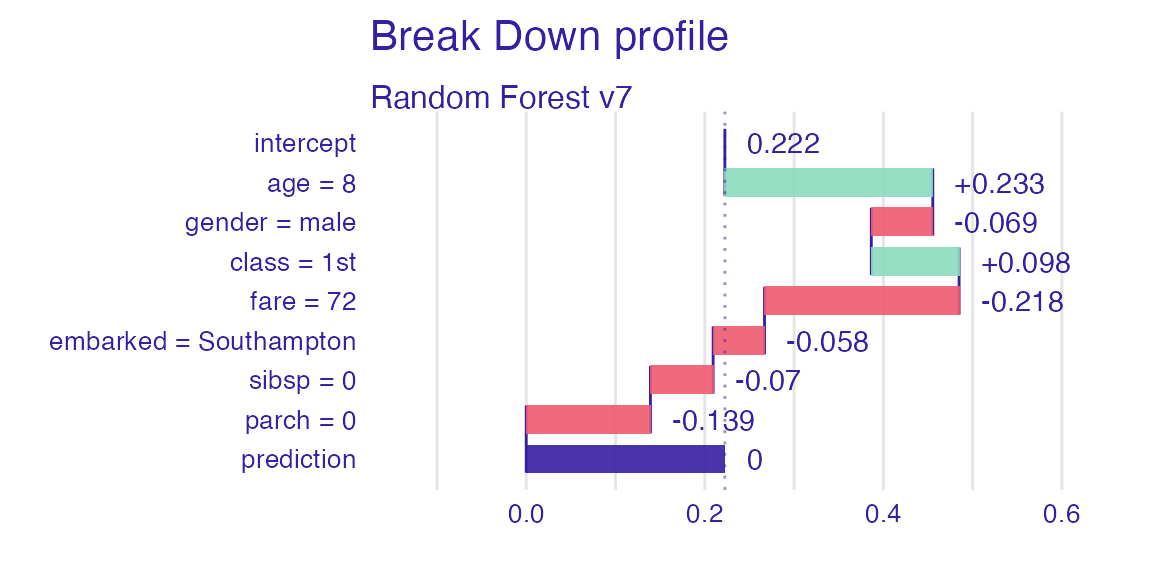 Break Down profile
Random Forest v7
intercept 0.222
age = 8 +0.233
gender = male -0.069
class = 1st +0.098
fare = 72 -0.218
embarked = Southampton -0.058
sibsp = 0 -0.07
parch = 0 -0.139
prediction 0
0.0 0.2 0.4 0.6